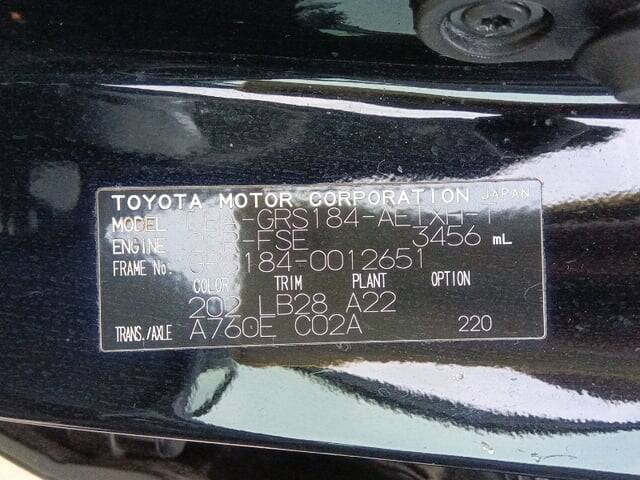 TOYOTA MOTOR CORPORATION JAPAN
MODEL DBA-GRS184-AETXH-T
ENGINE 2GR-FSE 3456 mL
FRAME No. GRS184-0012651
COLOR TRIM PLANT OPTION
202 LB28 A22
TRANS./AXLE A760E C02A 220